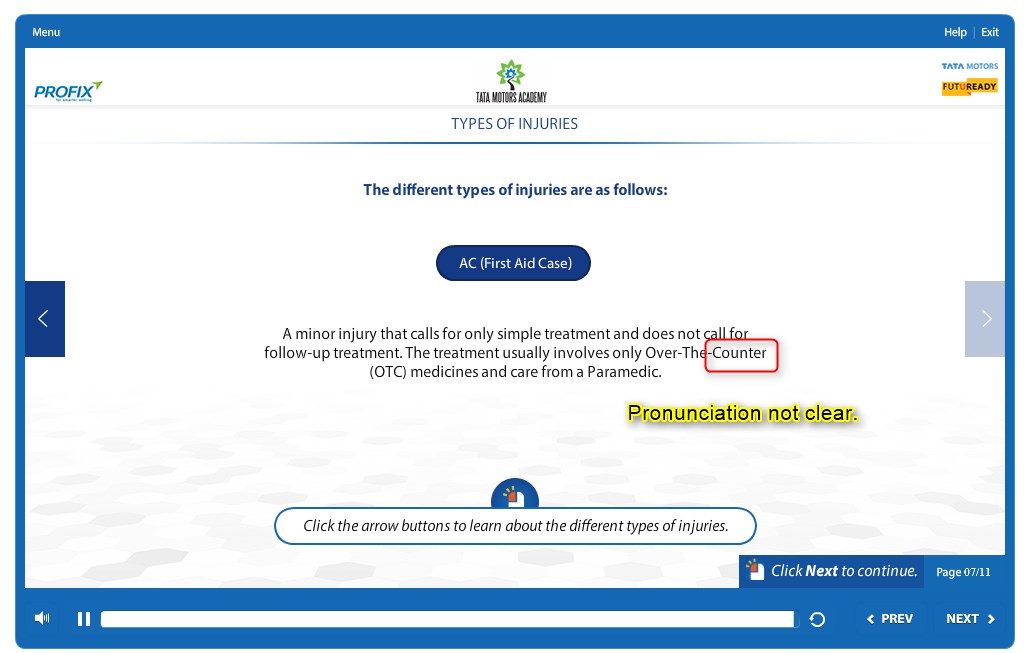 Menu
Help | Exit
PROFIX
for smarter selling
TATA MOTORS ACADEMY
TATA MOTORS
FUTUREADY
TYPES OF INJURIES
The different types of injuries are as follows:
AC (First Aid Case)
A minor injury that calls for only simple treatment and does not call for
follow-up treatment. The treatment usually involves only Over-The-Counter
(OTC) medicines and care from a Paramedic.
Pronunciation not clear.
Click the arrow buttons to learn about the different types of injuries.
Click Next to continue.
Page 07/11
PREV
NEXT